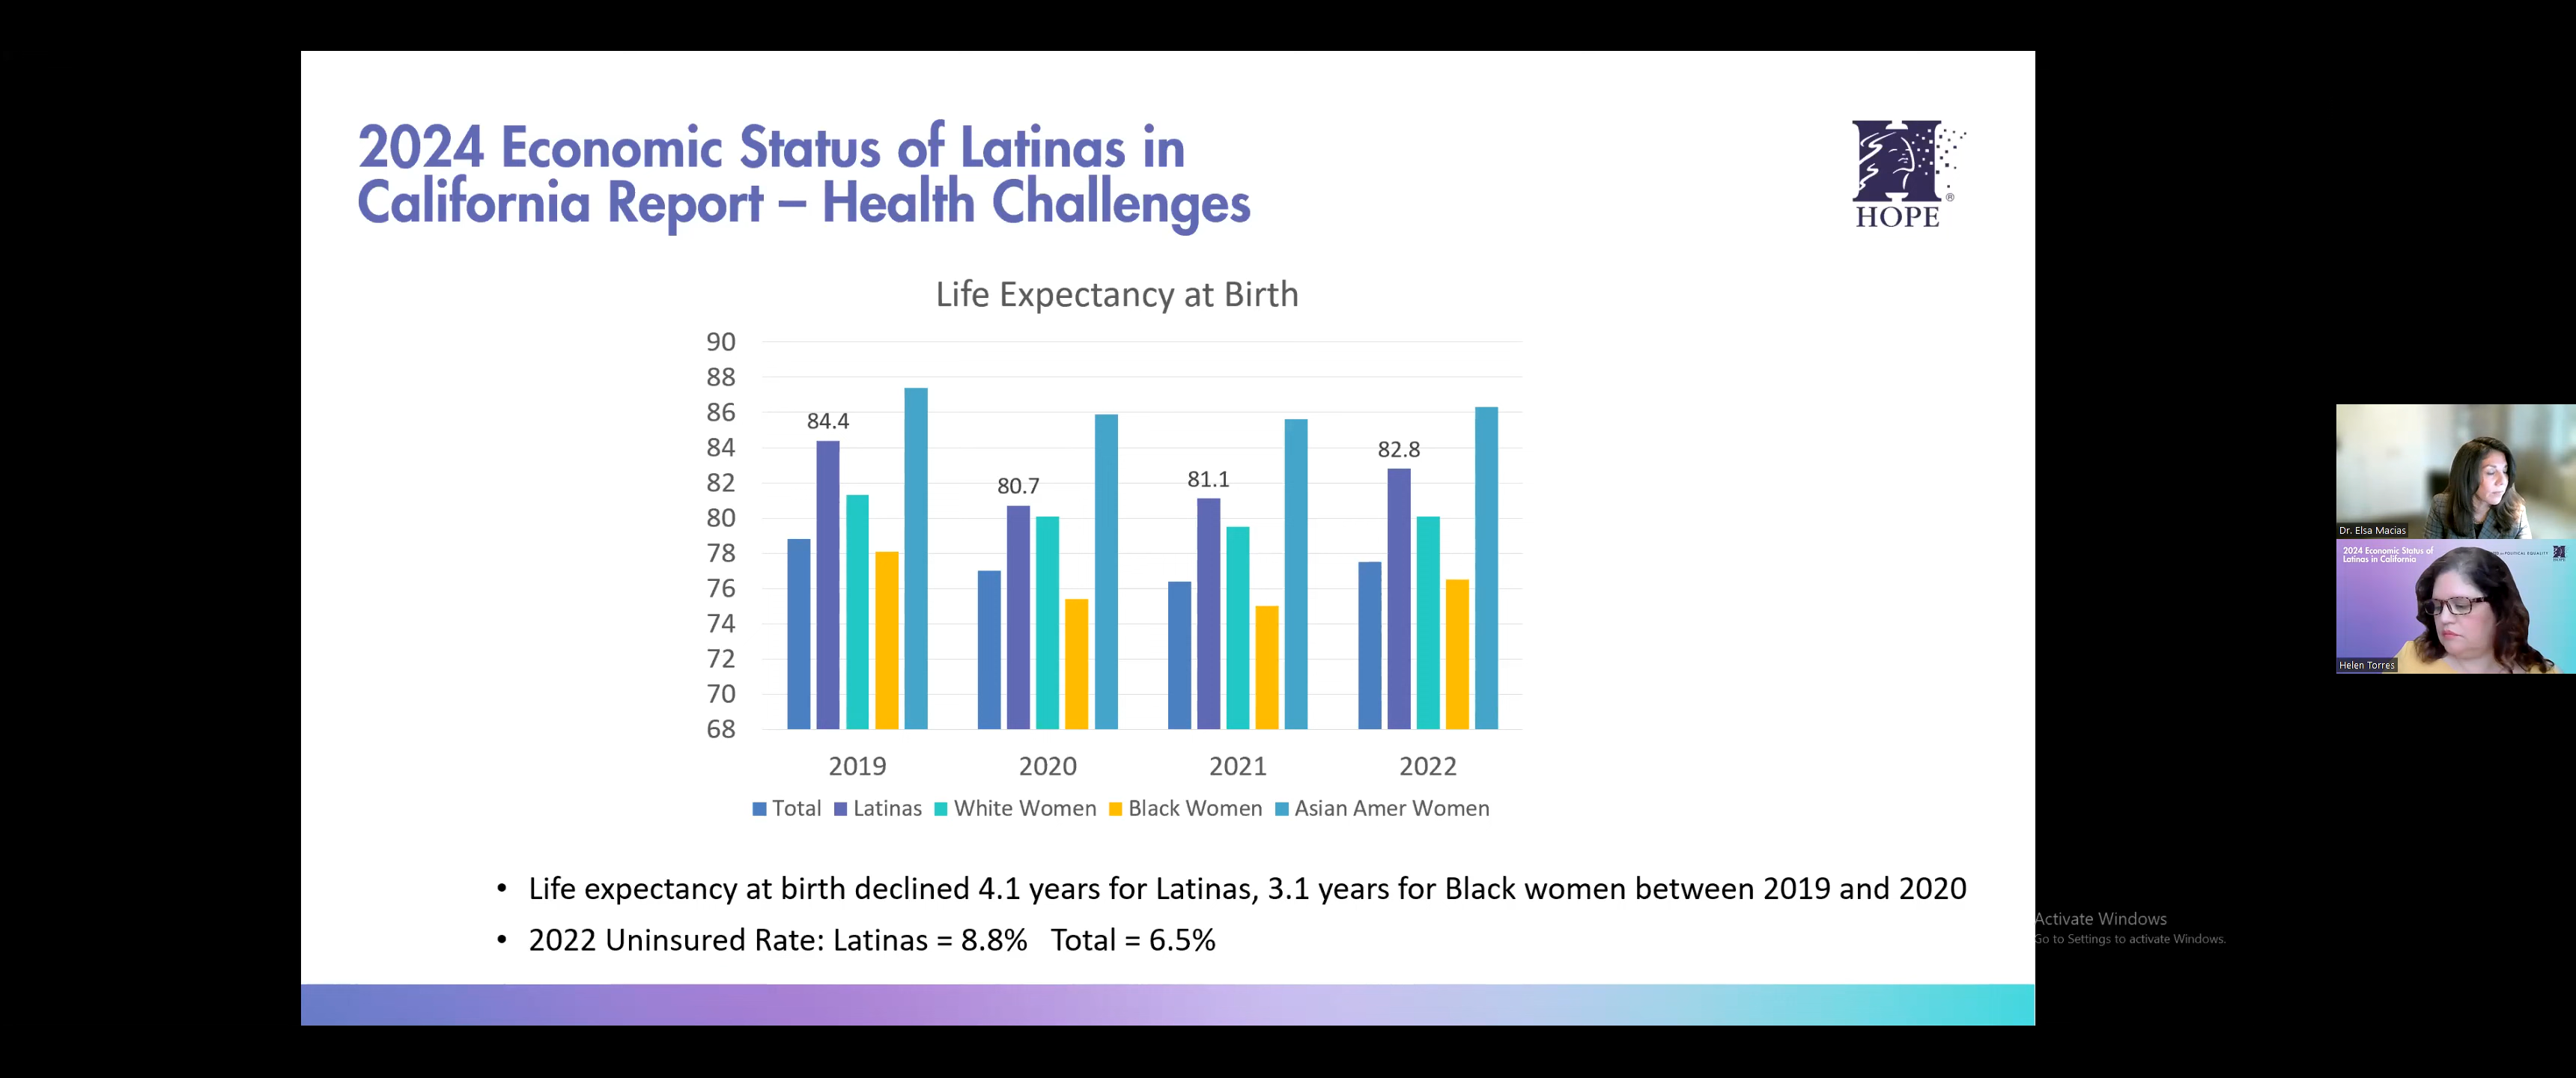 2024 Economic Status of Latinas in
California Report – Health Challenges
®
HOPE
Life Expectancy at Birth
90
88
86
84
82
80
78
76
74
72
70
68
84.4
80.7
81.1
82.8
2019 2020 2021 2022
Total Latinas White Women Black Women Asian Amer Women
• Life expectancy at birth declined 4.1 years for Latinas, 3.1 years for Black women between 2019 and 2020
• 2022 Uninsured Rate: Latinas = 8.8% Total = 6.5%
Activate Windows
Go to Settings to activate Windows.
Dr. Elsa Macias
2024 Economic Status of
Latinas in California
POLITICAL EQUALITY
Helen Torres